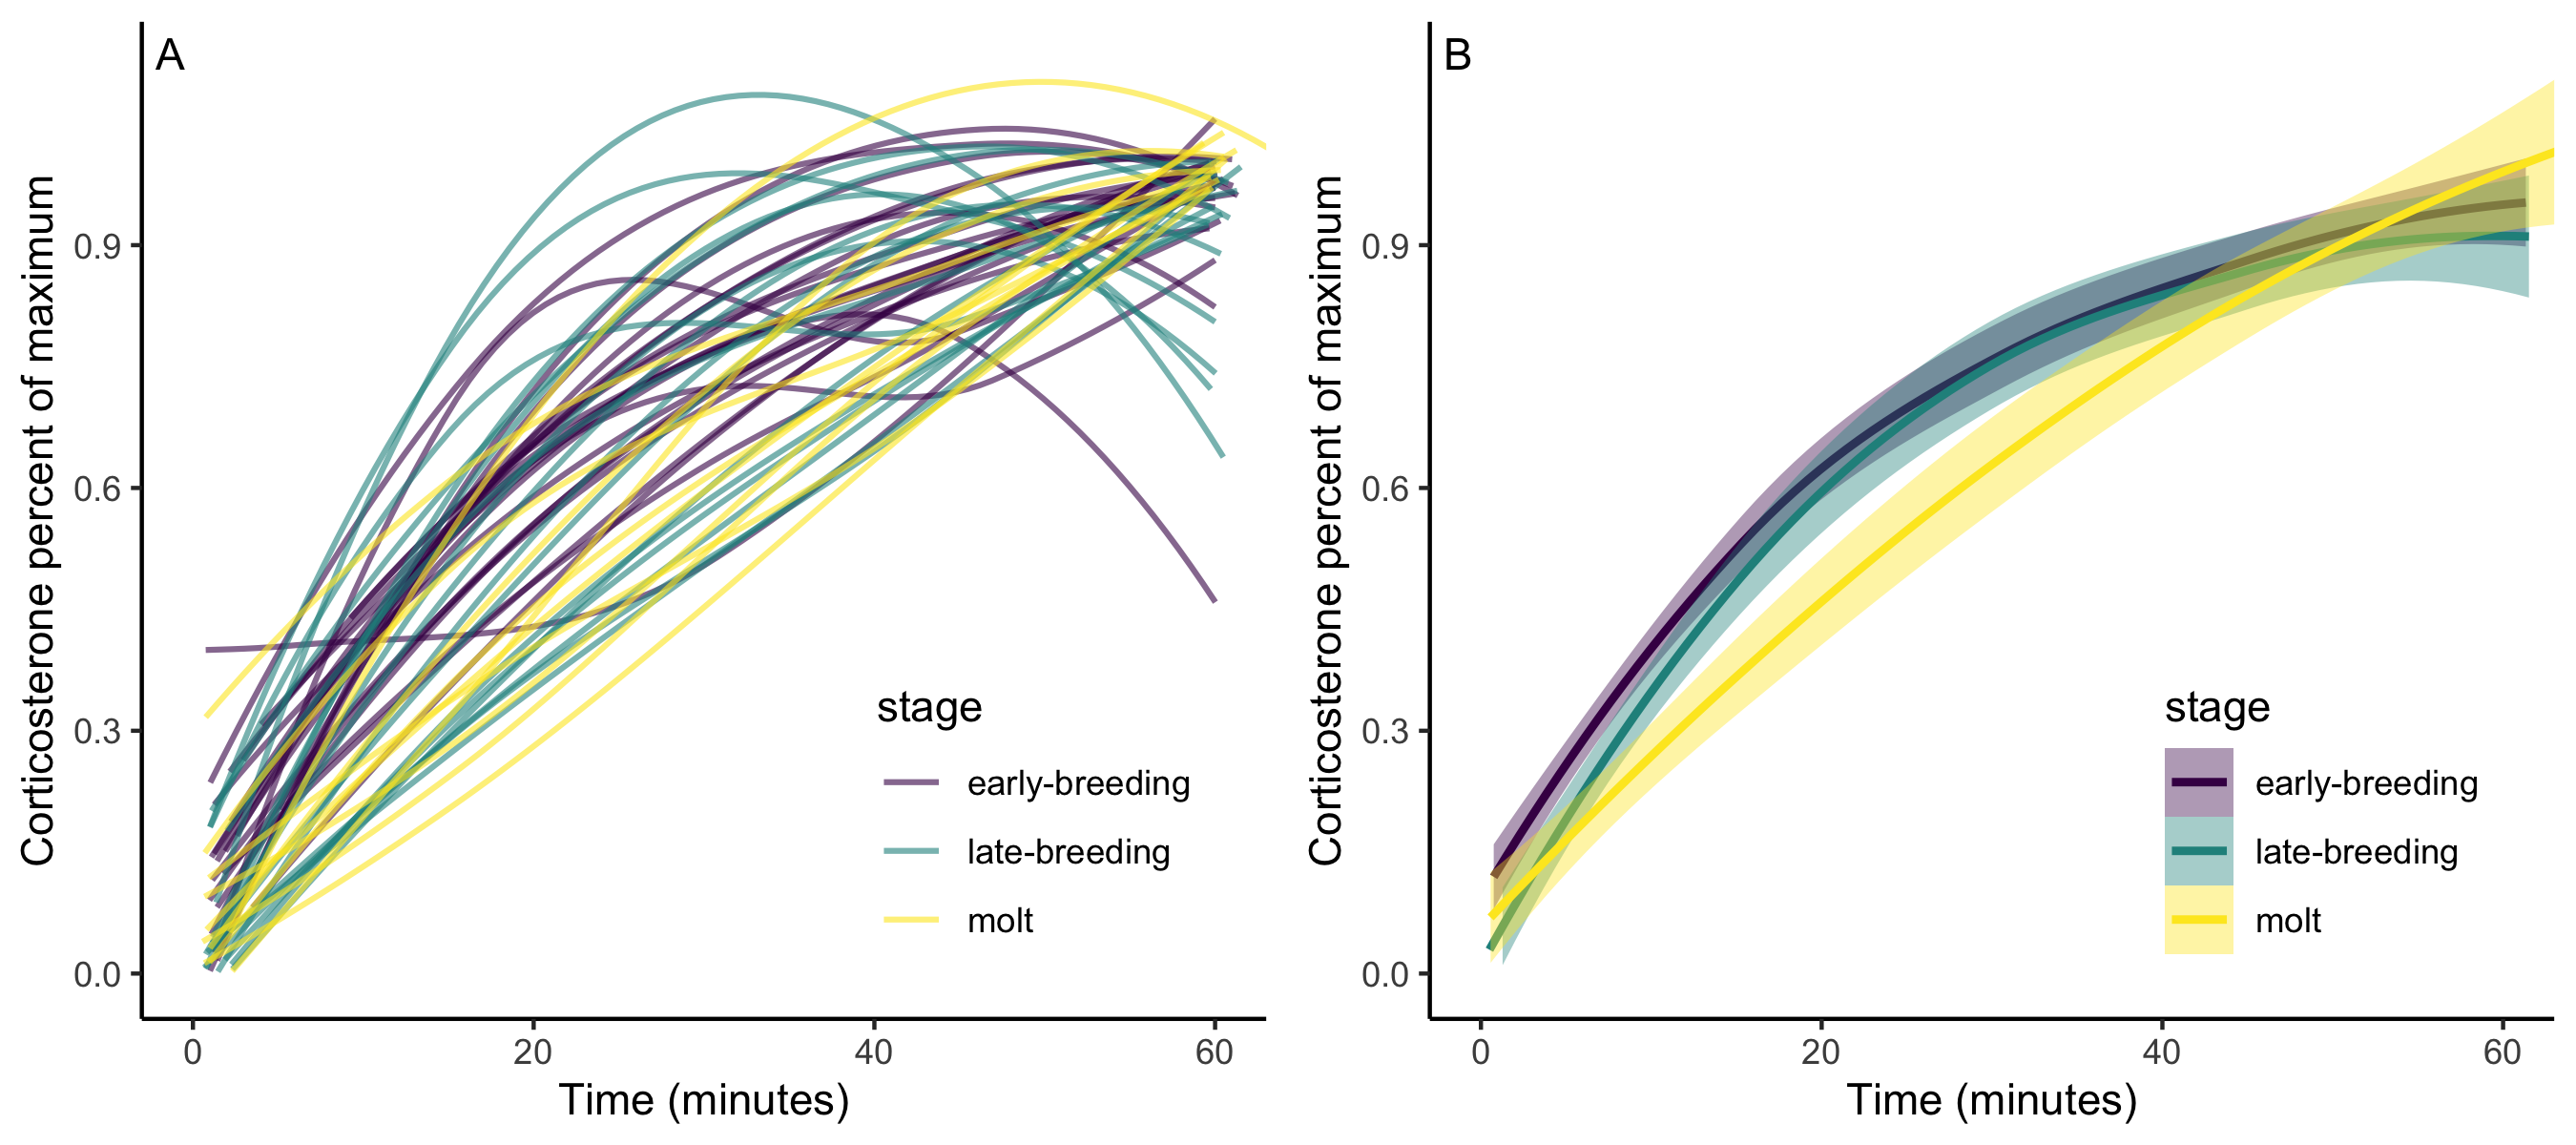 A
Corticosterone percent of maximum
0.9
0.6
0.3
0.0
0
20
40
60
Time (minutes)
stage
early-breeding
late-breeding
molt
B
Corticosterone percent of maximum
0.9
0.6
0.3
0.0
0
20
40
60
Time (minutes)
stage
early-breeding
late-breeding
molt